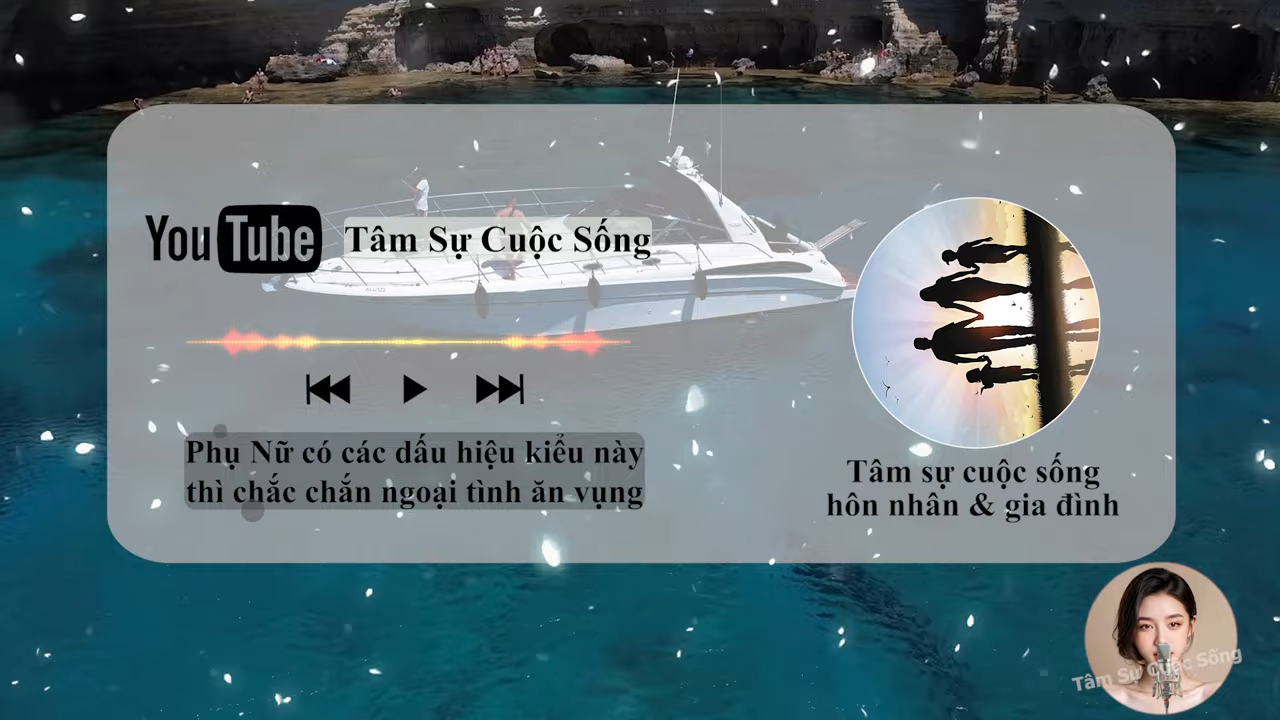 YouTube
Tâm Sự Cuộc Sống
Phụ Nữ có các dấu hiệu kiểu này
thì chắc chắn ngoại tình ăn vụng
Tâm sự cuộc sống
hôn nhân & gia đình
Tâm Sự Cuộc Sống